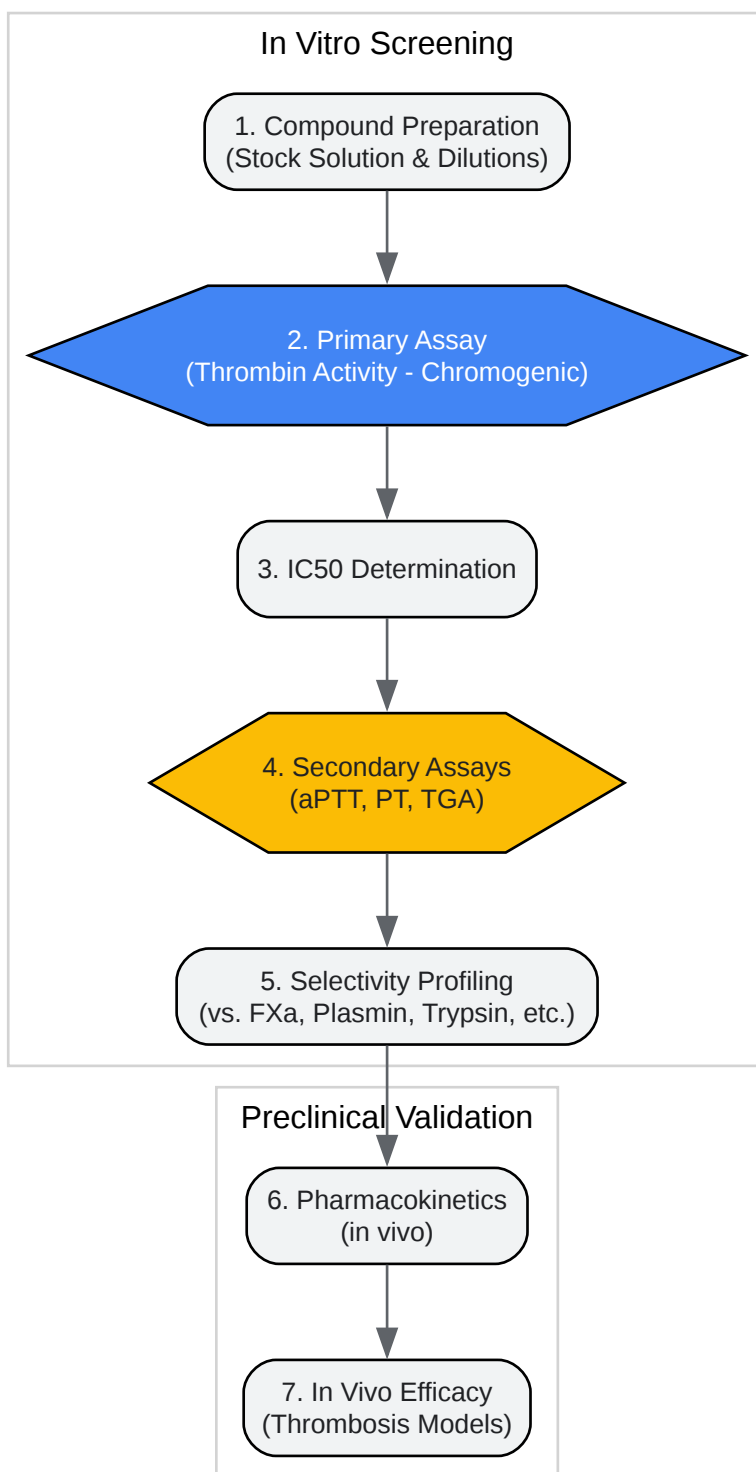 In Vitro Screening
1. Compound Preparation
(Stock Solution & Dilutions)
2. Primary Assay
(Thrombin Activity - Chromogenic)
3. IC50 Determination
4. Secondary Assays
(aPTT, PT, TGA)
5. Selectivity Profiling
(vs. FXa, Plasmin, Trypsin, etc.)
Preclinical Validation
6. Pharmacokinetics
(in vivo)
7. In Vivo Efficacy
(Thrombosis Models)